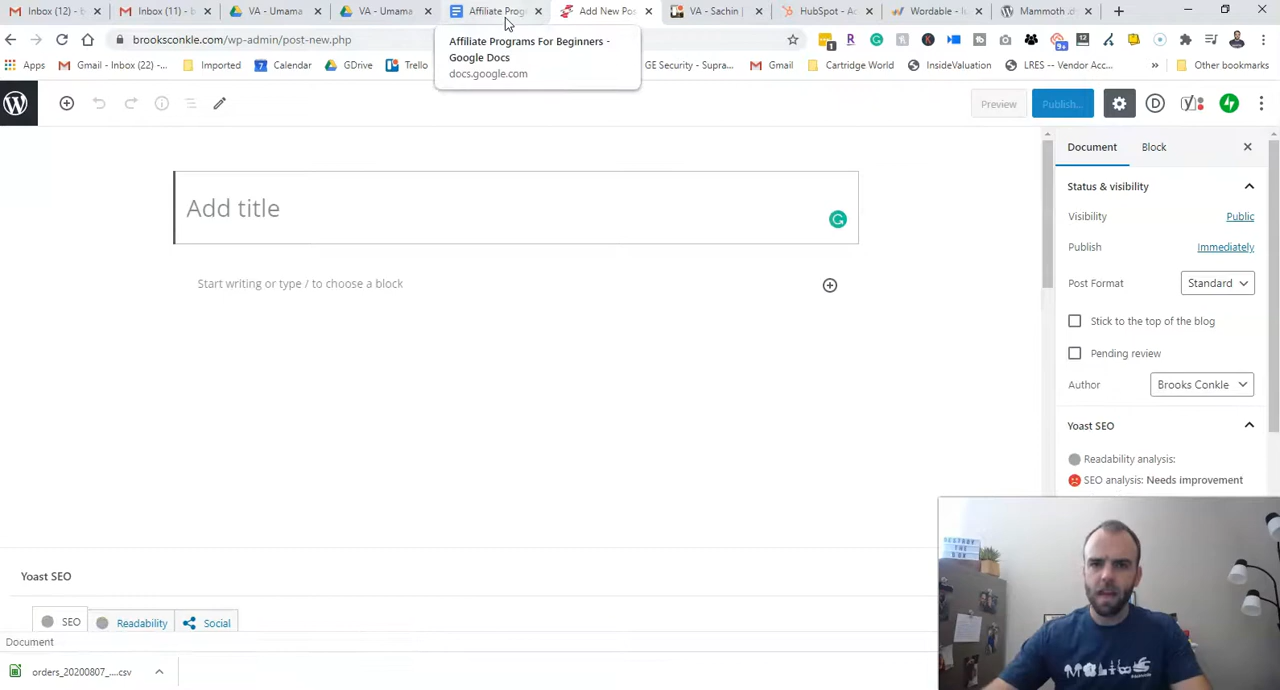 Inbox (12) - b
Inbox (11) - b
VA - Umama
VA - Umama
Affiliate Prog
Add New Pos
VA - Sachin |
HubSpot - Ac
Wordable - lu
Mammoth .d
brooksconkle.com/wp-admin/post-new.php
Apps
Gmail - Inbox (22) -...
Imported
Calendar
GDrive
Trello
GE Security - Supra...
Gmail
Cartridge World
InsideValuation
LRES -- Vendor Acc...
»
Other bookmarks
Affiliate Programs For Beginners -
Google Docs
docs.google.com
Preview
Publish...
Add title
Start writing or type / to choose a block
Document
Block
Status & visibility
Visibility
Public
Publish
Immediately
Post Format
Standard
Stick to the top of the blog
Pending review
Author
Brooks Conkle
Yoast SEO
Readability analysis:
SEO analysis: Needs improvement
Yoast SEO
SEO
Readability
Social
Document
orders_20200807_....csv
DESTROY
THE
BOX